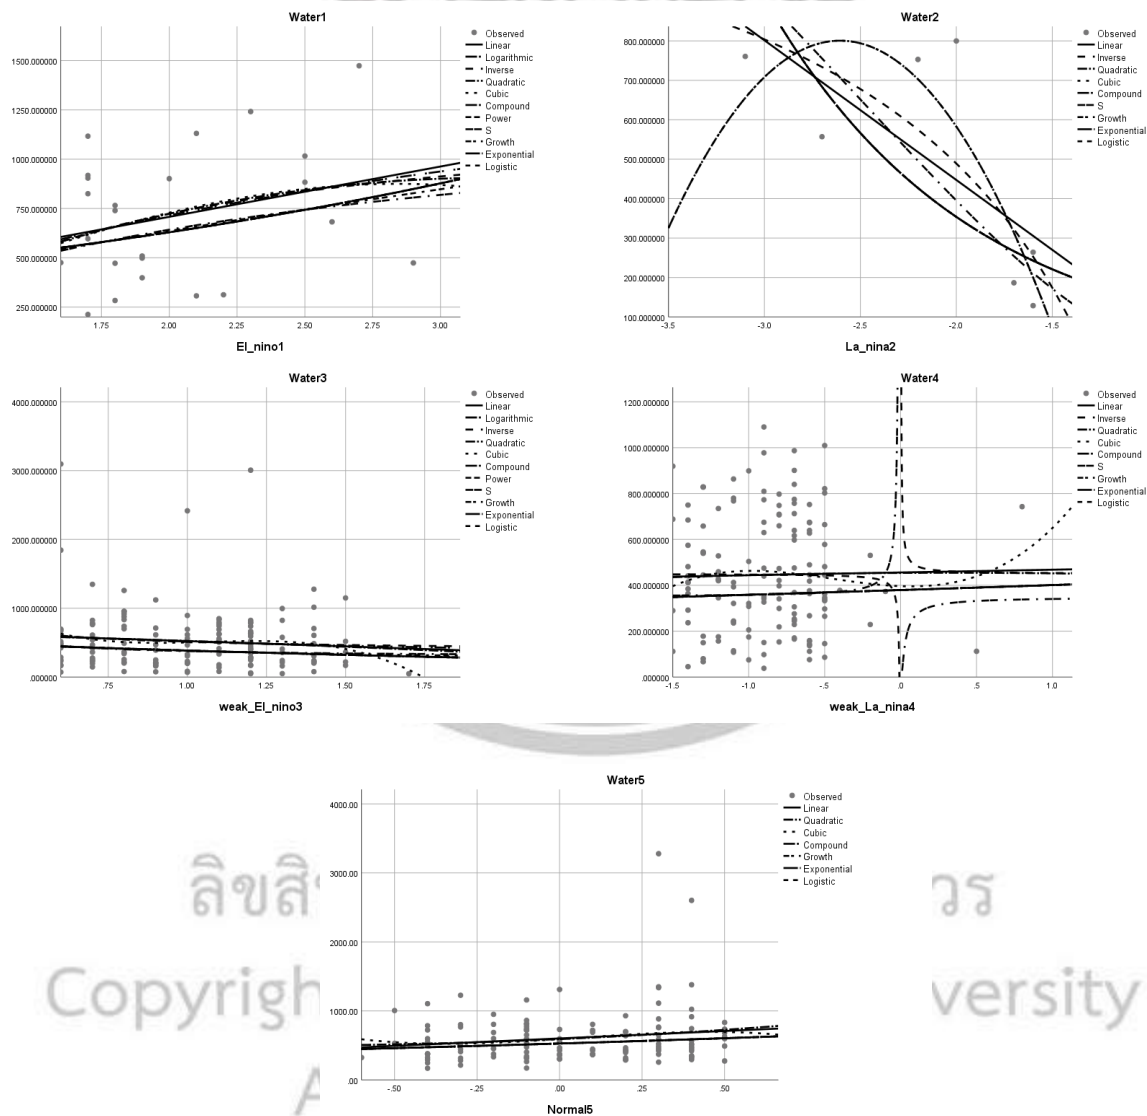 Water1
1500.000000
1250.000000
1000.000000
750.000000
500.000000
250.000000
1.75
2.00
2.25
2.50
2.75
3.00
El_nino1
Observed
Linear
Logarithmic
Inverse
Quadratic
Cubic
Compound
Power
S
Growth
Exponential
Logistic
Water2
800.000000
700.000000
600.000000
500.000000
400.000000
300.000000
200.000000
100.000000
-3.5
-3.0
-2.5
-2.0
-1.5
La_nina2
Observed
Linear
Inverse
Quadratic
Cubic
Compound
S
Growth
Exponential
Logistic
Water3
4000.000000
3000.000000
2000.000000
1000.000000
.000000
.75
1.00
1.25
1.50
1.75
weak_El_nino3
Observed
Linear
Logarithmic
Inverse
Quadratic
Cubic
Compound
Power
S
Growth
Exponential
Logistic
Water4
1200.000000
1000.000000
800.000000
600.000000
400.000000
200.000000
.000000
-1.5
-1.0
-.5
.0
.5
1.0
weak_La_nina4
Observed
Linear
Inverse
Quadratic
Cubic
Compound
S
Growth
Exponential
Logistic
Water5
4000.00
3000.00
2000.00
1000.00
.00
-.50
-.25
.00
.25
.50
Normal5
Observed
Linear
Quadratic
Cubic
Compound
Growth
Exponential
Logistic